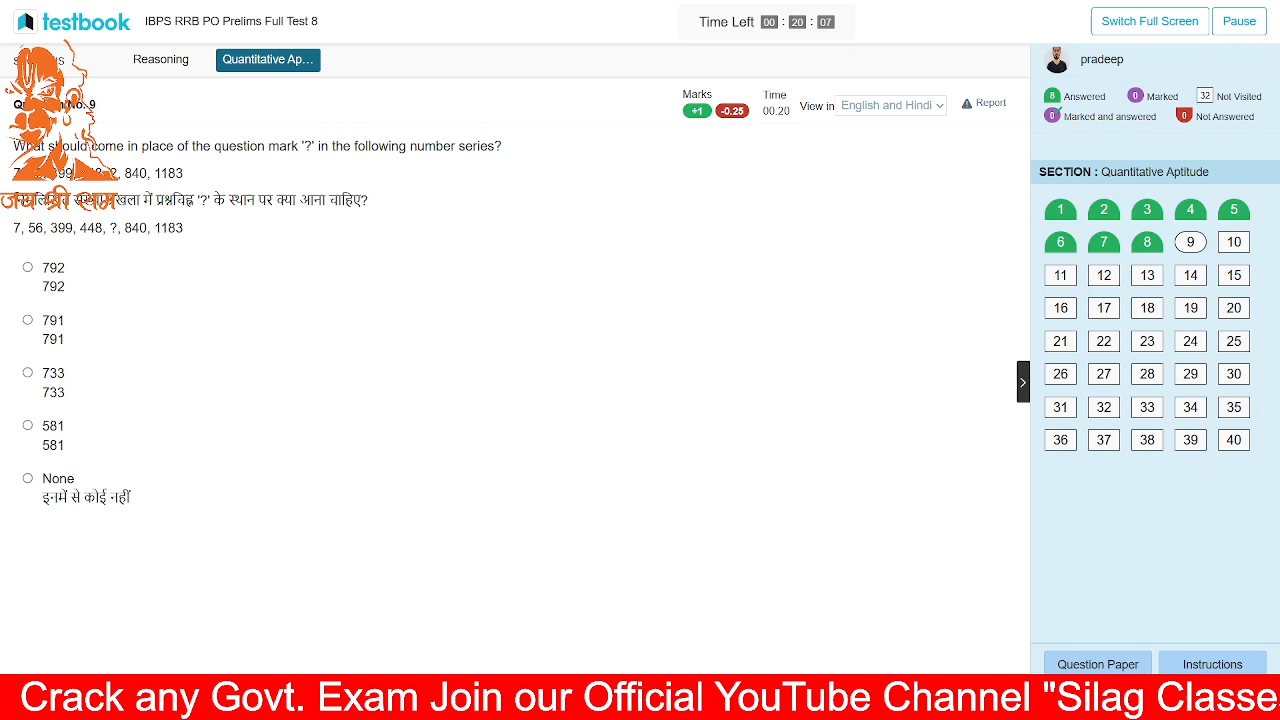 testbook
IBPS RRB PO Prelims Full Test 8
Time Left 00 : 20 : 07
Switch Full Screen
Pause
Reasoning
Quantitative Ap...
No. 9
Marks
+1 -0.25
Time
00.20
View in English and Hindi
Report
What should come in place of the question mark '?' in the following number series?
?, 840, 1183
में प्रश्नचिह्न '?' के स्थान पर क्या आना चाहिए?
7, 56, 399, 448, ?, 840, 1183
792
792
791
791
733
733
581
581
None
इनमें से कोई नहीं
जय श्री राम
pradeep
8 Answered
0 Marked
32 Not Visited
0 Marked and answered
0 Not Answered
SECTION : Quantitative Aptitude
1 2 3 4 5
6 7 8 9 10
11 12 13 14 15
16 17 18 19 20
21 22 23 24 25
26 27 28 29 30
31 32 33 34 35
36 37 38 39 40
Question Paper
Instructions
Crack any Govt. Exam Join our Official YouTube Channel "Silag Classe